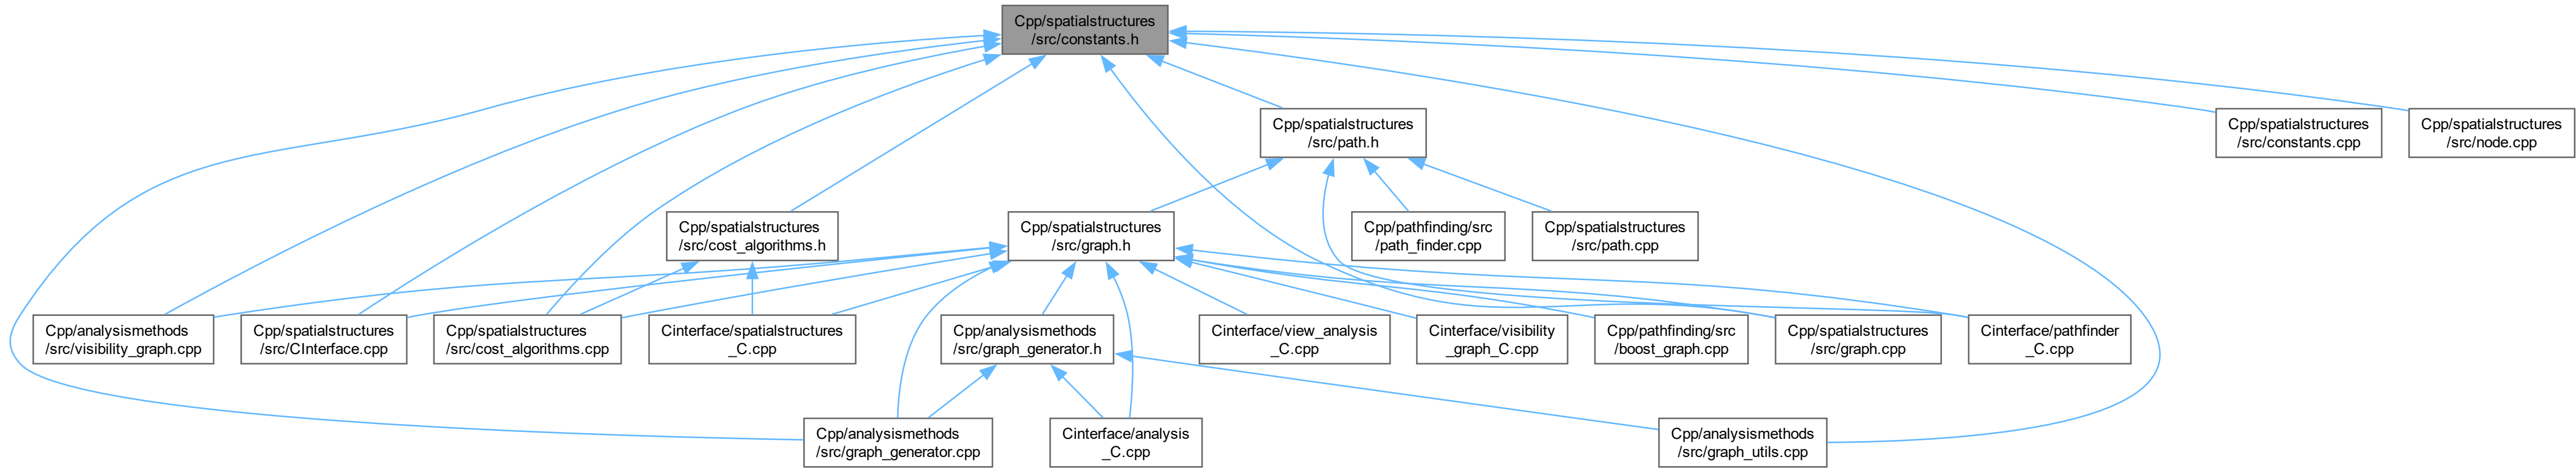 Cpp/spatialstructures
/src/constants.h
Cpp/spatialstructures
/src/path.h
Cpp/spatialstructures
/src/constants.cpp
Cpp/spatialstructures
/src/node.cpp
Cpp/spatialstructures
/src/cost_algorithms.h
Cpp/spatialstructures
/src/graph.h
Cpp/pathfinding/src
/path_finder.cpp
Cpp/spatialstructures
/src/path.cpp
Cpp/analysismethods
/src/visibility_graph.cpp
Cpp/spatialstructures
/src/CInterface.cpp
Cpp/spatialstructures
/src/cost_algorithms.cpp
Cinterface/spatialstructures
_C.cpp
Cpp/analysismethods
/src/graph_generator.h
Cinterface/view_analysis
_C.cpp
Cinterface/visibility
_graph_C.cpp
Cpp/pathfinding/src
/boost_graph.cpp
Cpp/spatialstructures
/src/graph.cpp
Cinterface/pathfinder
_C.cpp
Cpp/analysismethods
/src/graph_generator.cpp
Cinterface/analysis
_C.cpp
Cpp/analysismethods
/src/graph_utils.cpp